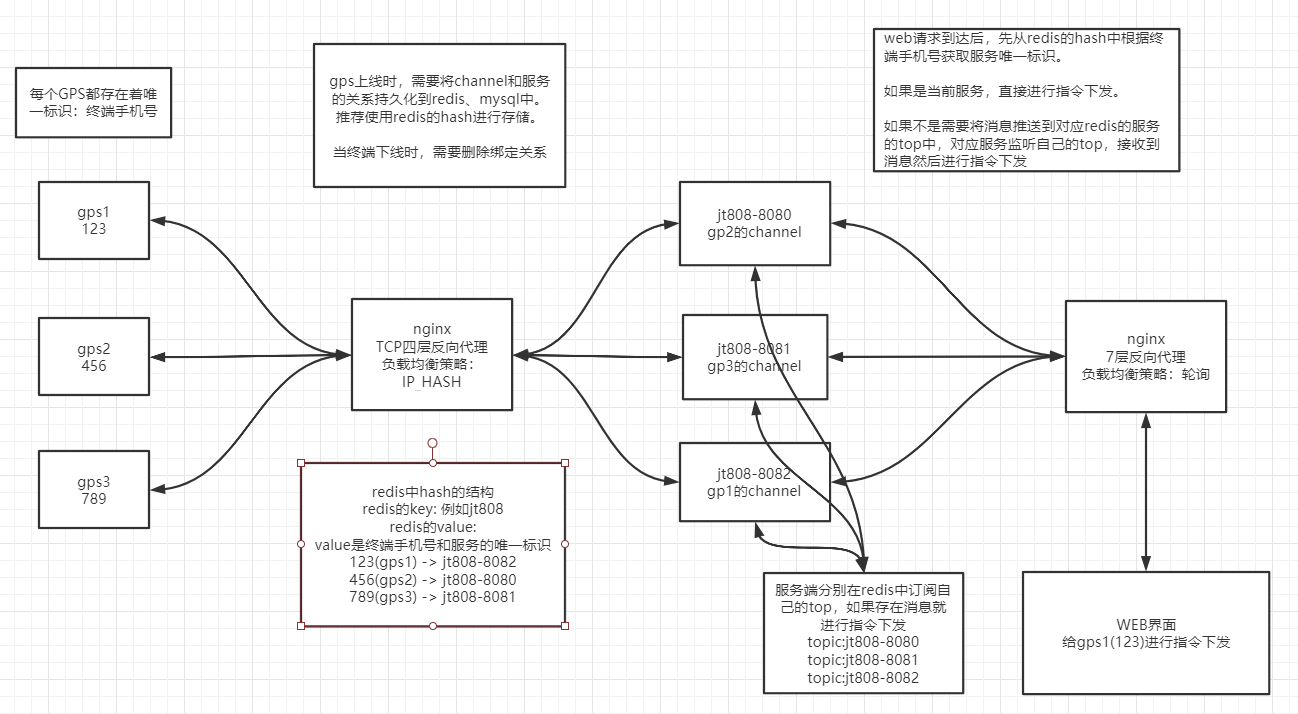 每个GPS都存在着唯
一标识：终端手机号
gps上线时，需要将channel和服务
的关系持久化到redis、mysql中。
推荐使用redis的hash进行存储。
当终端下线时，需要删除绑定关系
web请求到达后，先从redis的hash中根据终
端手机号获取服务唯一标识。
如果是当前服务，直接进行指令下发。
如果不是需要将消息推送到对应redis的服务
的top中，对应服务监听自己的top，接收到
消息然后进行指令下发
gps1
123
gps2
456
gps3
789
nginx
TCP四层反向代理
负载均衡策略：
IP_HASH
jt808-8080
gp2的channel
jt808-8081
gp3的channel
jt808-8082
gp1的channel
nginx
7层反向代理
负载均衡策略：轮询
redis中hash的结构
redis的key: 例如jt808
redis的value:
value是终端手机号和服务的唯一标识
123(gps1) -> jt808-8082
456(gps2) -> jt808-8080
789(gps3) -> jt808-8081
服务端分别在redis中订阅自
己的top，如果存在消息就
进行指令下发
topic:jt808-8080
topic:jt808-8081
topic:jt808-8082
WEB界面
给gps1(123)进行指令下发